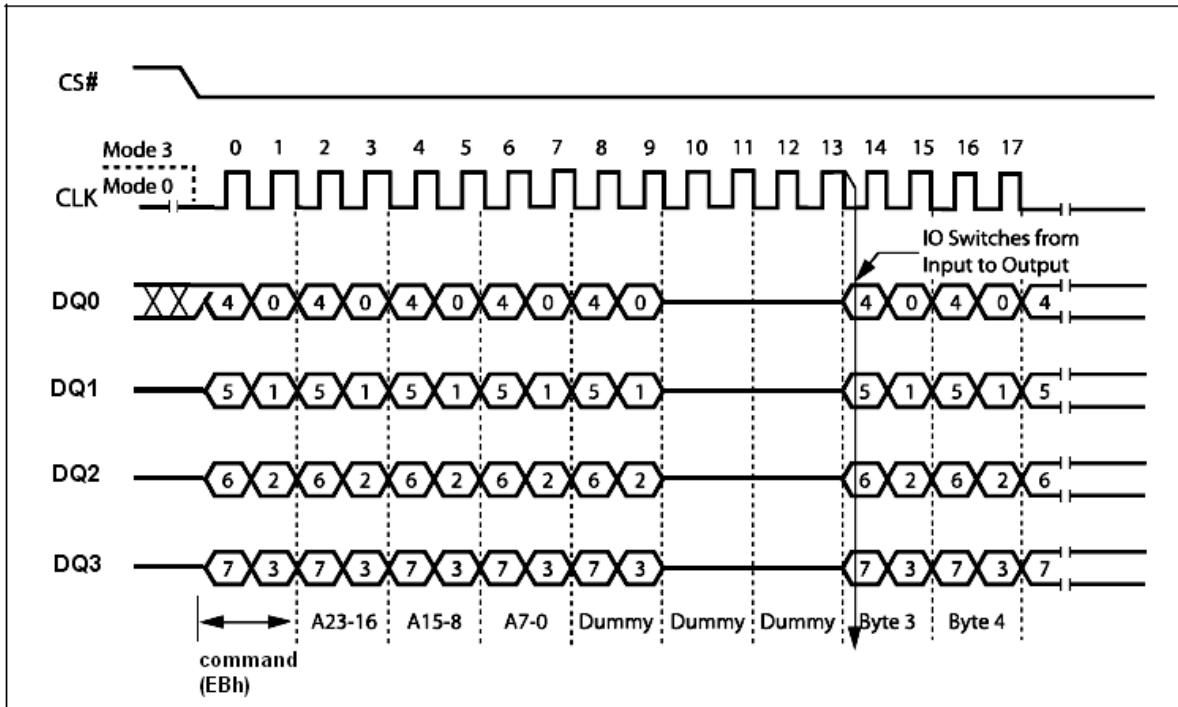 CS#
Mode 3
0 1 2 3 4 5 6 7 8 9 10 11 12 13 14 15 16 17
Mode 0
CLK
IO Switches from
Input to Output
DQ0 4 0 4 0 4 0 4 0 4 0 4 0 4 0 4
DQ1 5 1 5 1 5 1 5 1 5 1 5 1 5 1 5
DQ2 6 2 6 2 6 2 6 2 6 2 6 2 6 2 6
DQ3 7 3 7 3 7 3 7 3 7 3 7 3 7 3 7
A23-16 A15-8 A7-0 Dummy Dummy Dummy Byte 3 Byte 4
command
(EBh)